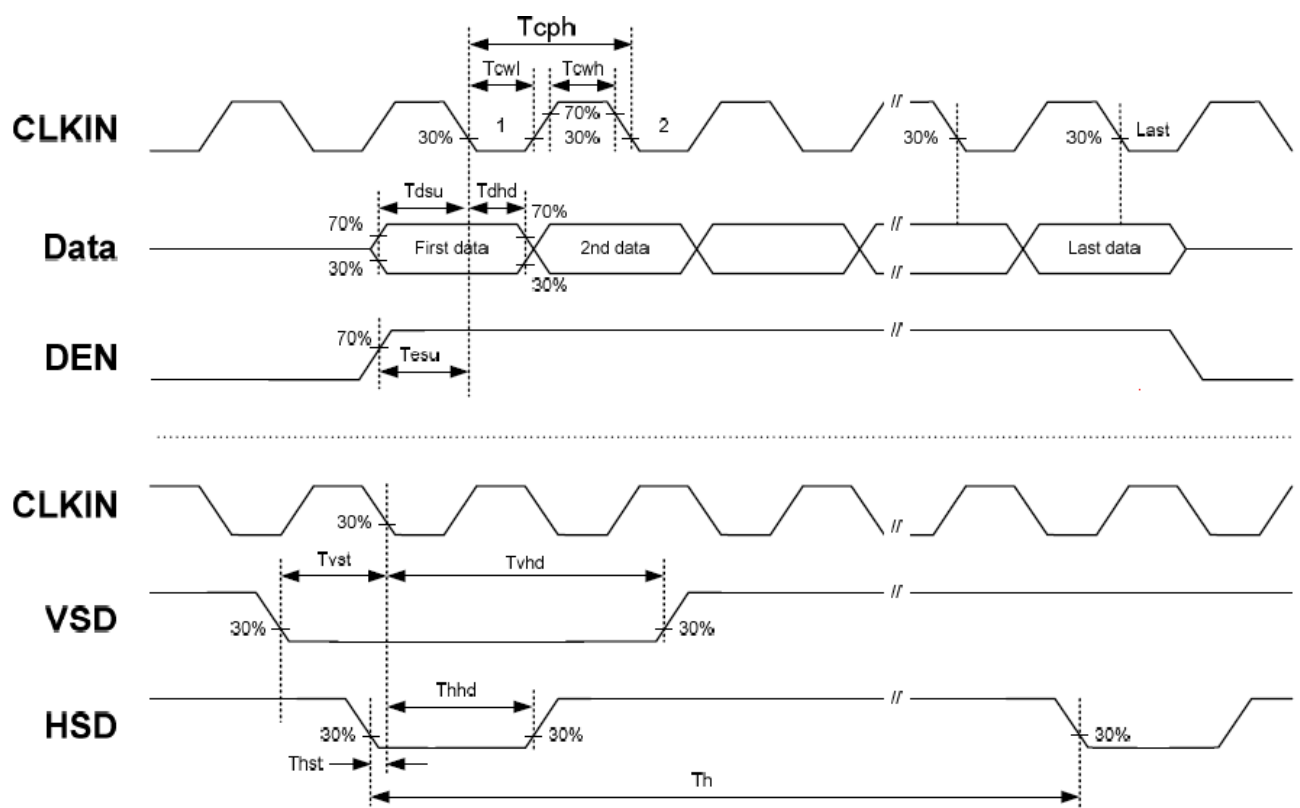 Tcph
Tcwl Tcwh
CLKIN 30% 1 70% 30% 2 30% 30% Last
Tdsu Tdhd
70% 70%
Data First data 2nd data Last data
30% 30%
DEN 70%
Tesu
CLKIN 30%
Tvst Tvhd
VSD 30% 30%
Thhd
HSD 30% 30% 30%
Thst
Th